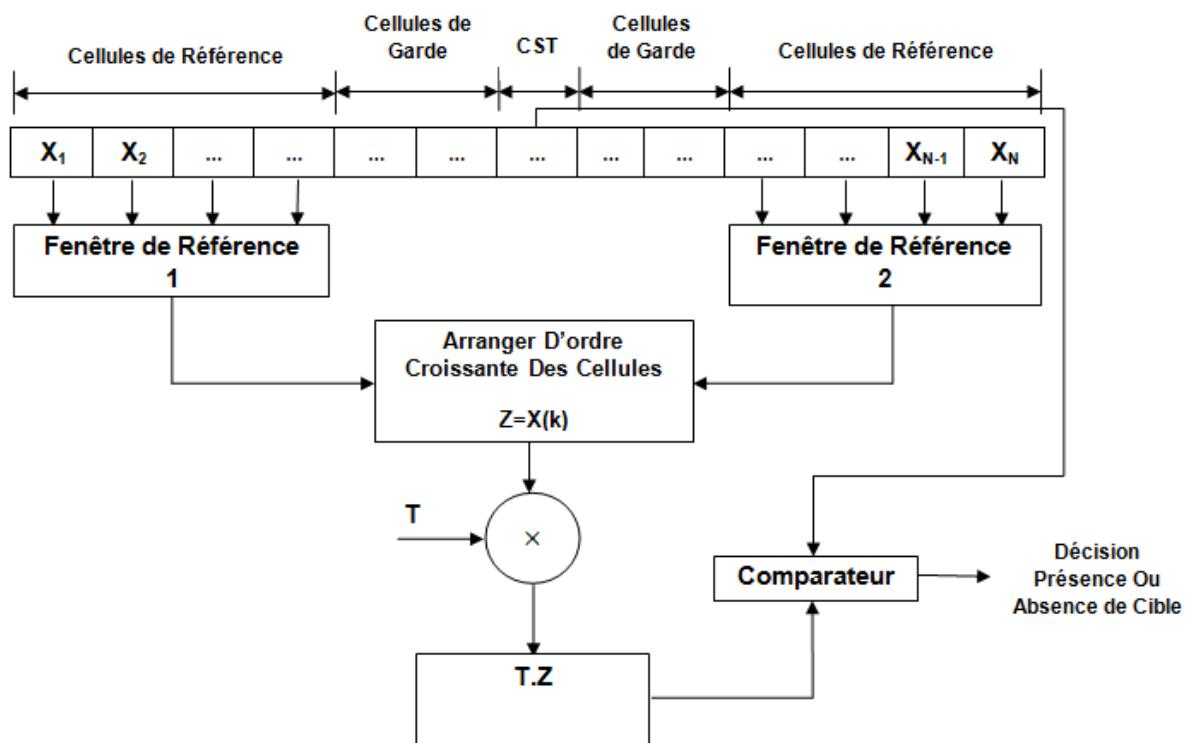 Cellules de Référence
Cellules de
Garde
CST
Cellules
de Garde
Cellules de Référence
X1 X2 ... ... ... ... ... ... ... ... ... XN-1 XN
Fenêtre de Référence
1
Fenêtre de Référence
2
Arranger D’ordre
Croissante Des Cellules
Z=X(k)
T
×
Comparateur
Décision
Présence Ou
Absence de Cible
T.Z